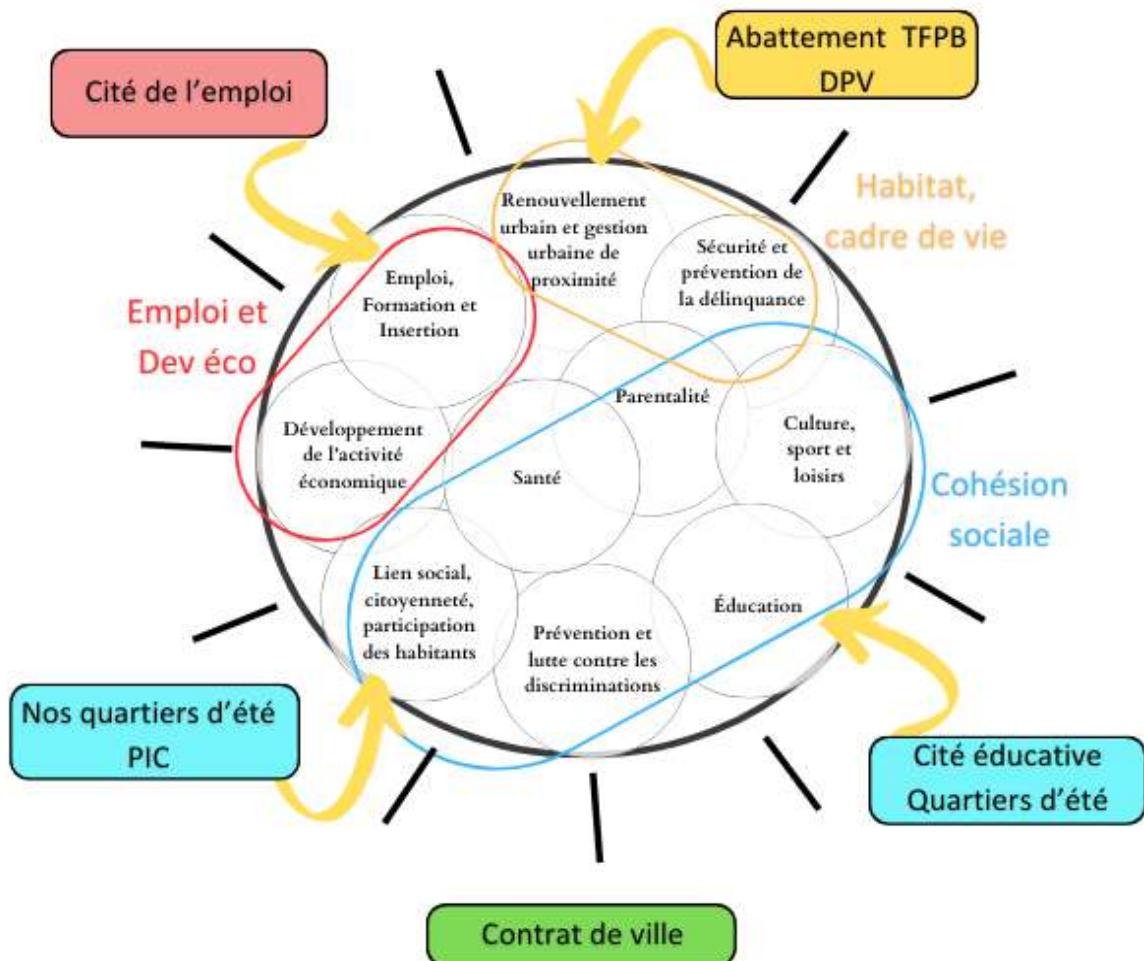 Abattement TFPB
DPV
Cité de l'emploi
Habitat,
cadre de vie
Renouvellement
urbain et gestion
urbaine de
proximité
Sécurité et
prévention de
la délinquance
Emploi,
Formation et
Insertion
Emploi et
Dev éco
Parentalité
Culture,
sport et
loisirs
Développement
de l'activité
économique
Santé
Cohésion
sociale
Lien social,
citoyenneté,
participation
des habitants
Éducation
Prévention et
lutte contre les
discriminations
Nos quartiers d'été
PIC
Cité éducative
Quartiers d'été
Contrat de ville